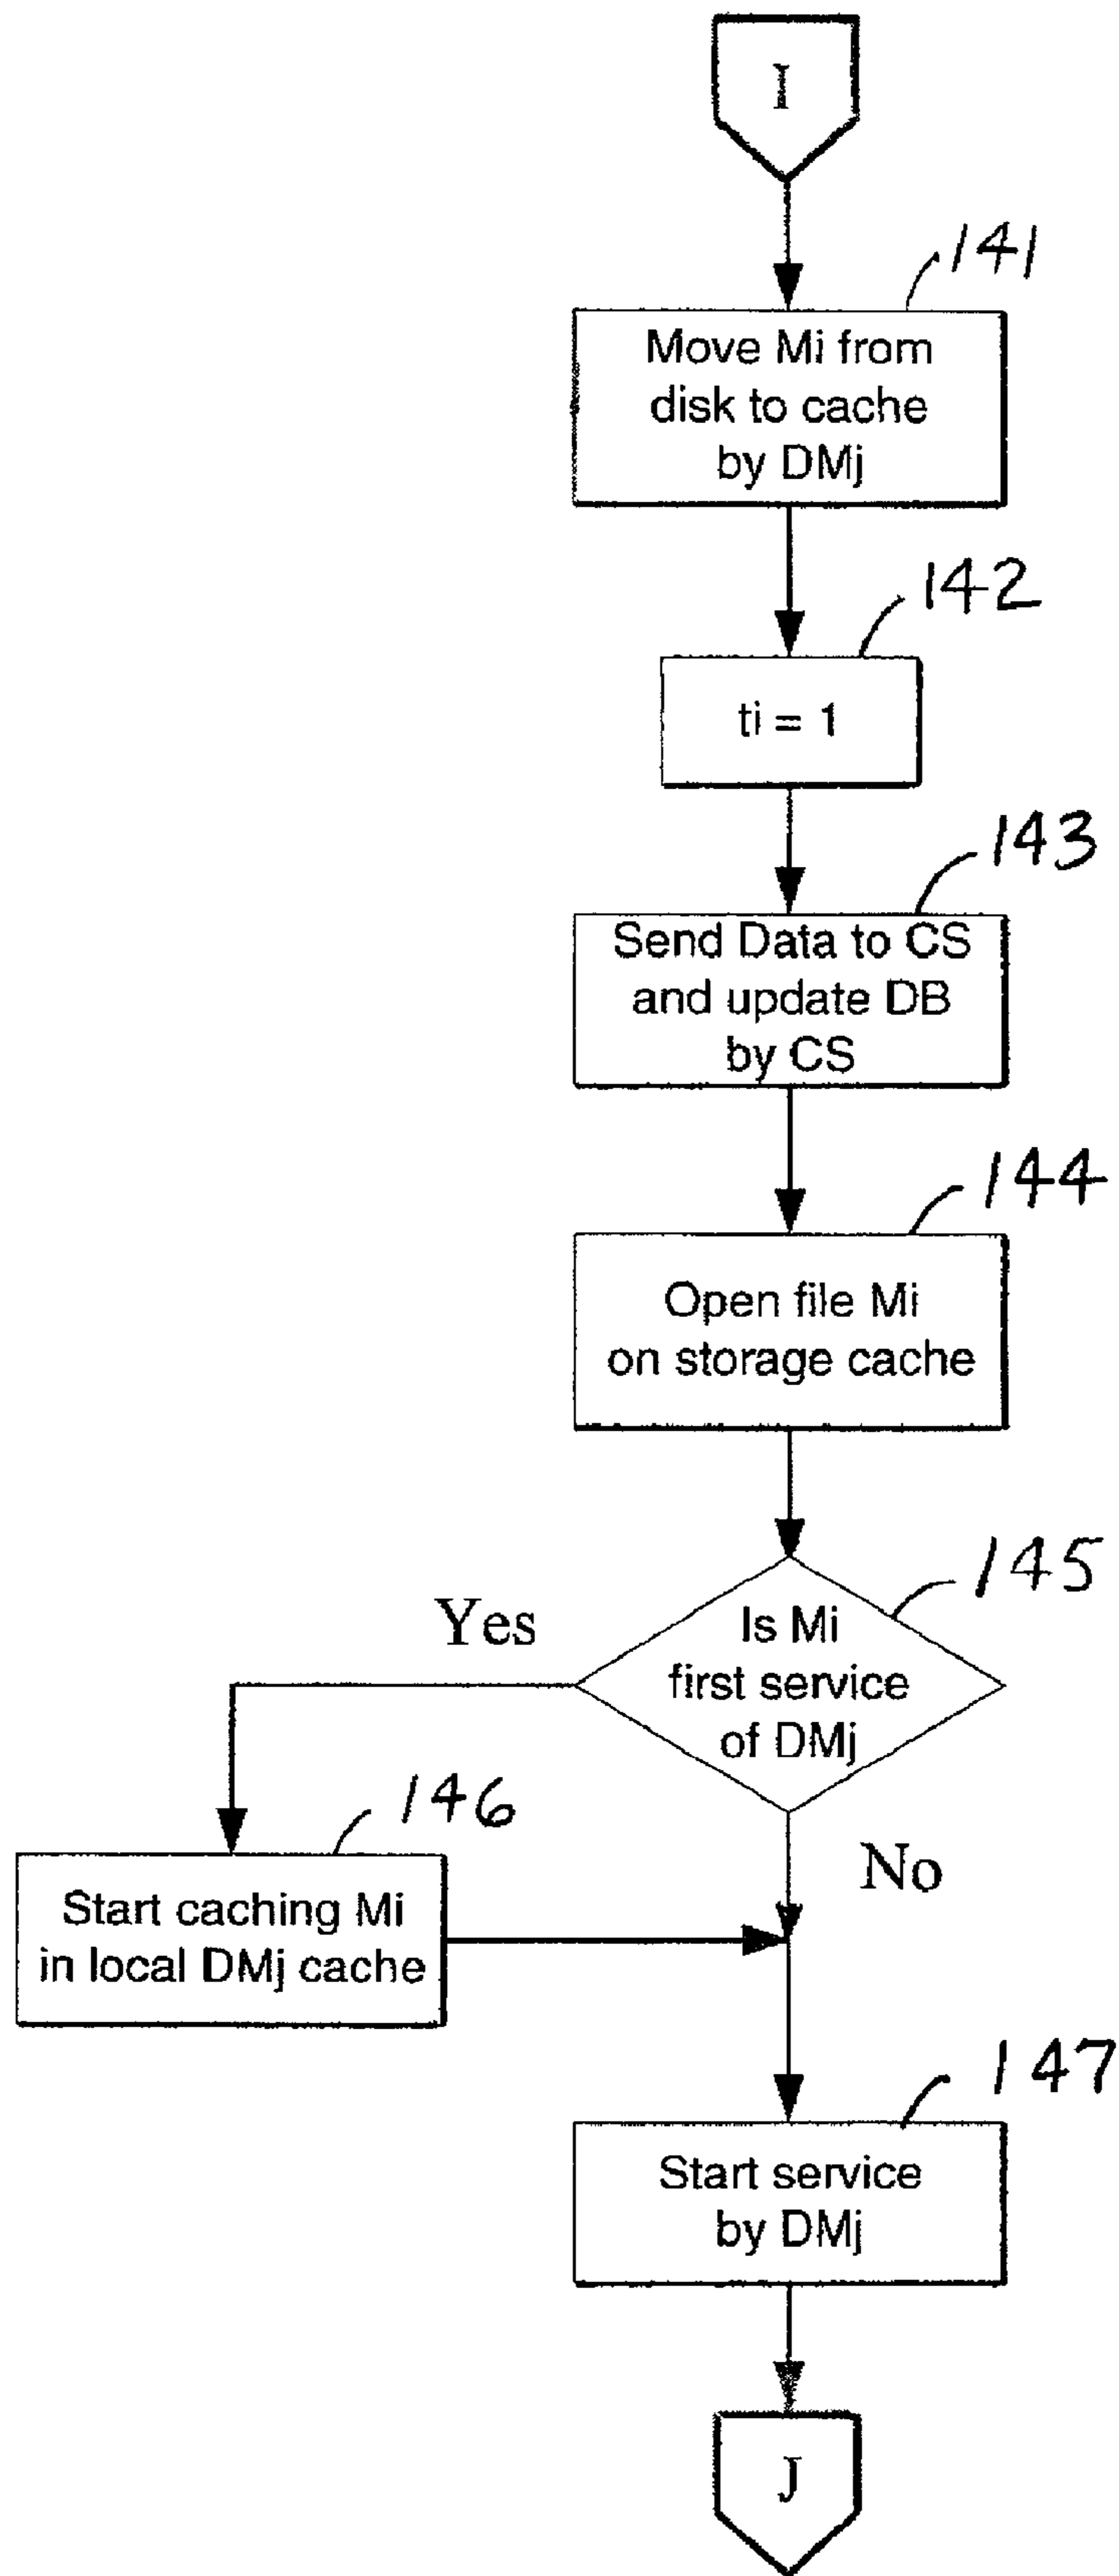 I
141
Move Mi from
disk to cache
by DMj
142
ti = 1
143
Send Data to CS
and update DB
by CS
144
Open file Mi
on storage cache
145
Is Mi
first service
of DMj
Yes
No
146
Start caching Mi
in local DMj cache
147
Start service
by DMj
J